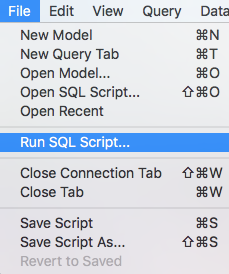 File Edit View Query Data
New Model ⌘N
New Query Tab ⌘T
Open Model... ⌘O
Open SQL Script... ⇧⌘O
Open Recent
Run SQL Script...
Close Connection Tab ⇧⌘W
Close Tab ⌘W
Save Script ⌘S
Save Script As... ⇧⌘S
Revert to Saved